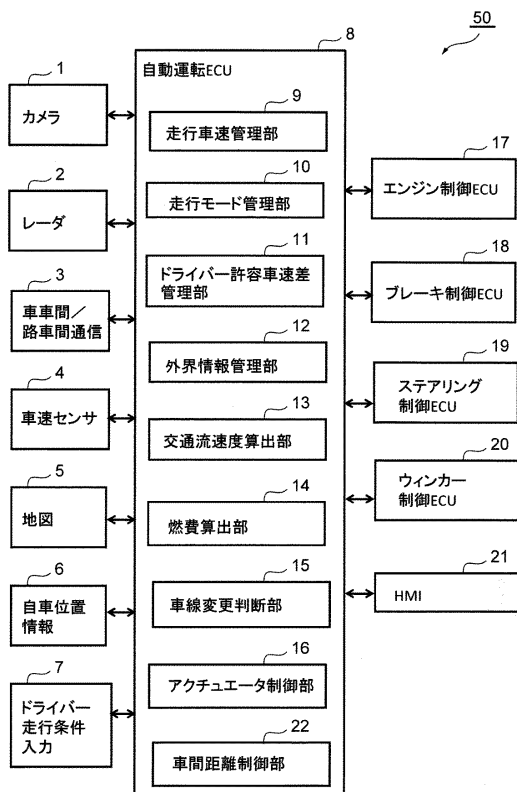 50
8
自動運転ECU
1
カメラ
2
レーダ
3
車車間／
路車間通信
4
車速センサ
5
地図
6
自車位置
情報
7
ドライバー
走行条件
入力
9
走行車速管理部
10
走行モード管理部
11
ドライバー許容車速差
管理部
12
外界情報管理部
13
交通流速度算出部
14
燃費算出部
15
車線変更判断部
16
アクチュエータ制御部
22
車間距離制御部
17
エンジン制御ECU
18
ブレーキ制御ECU
19
ステアリング
制御ECU
20
ウィンカー
制御ECU
21
HMI